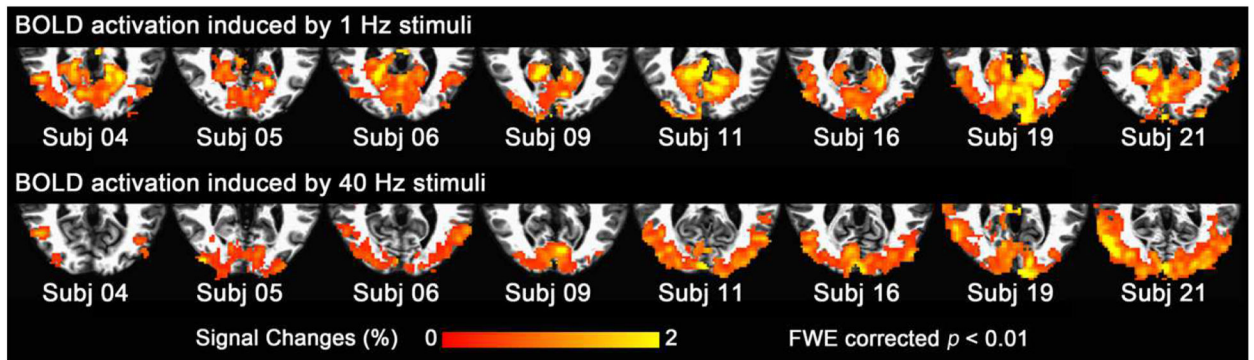 BOLD activation induced by 1 Hz stimuli
Subj 04 Subj 05 Subj 06 Subj 09 Subj 11 Subj 16 Subj 19 Subj 21
BOLD activation induced by 40 Hz stimuli
Subj 04 Subj 05 Subj 06 Subj 09 Subj 11 Subj 16 Subj 19 Subj 21
Signal Changes (%) 0 2 FWE corrected p < 0.01